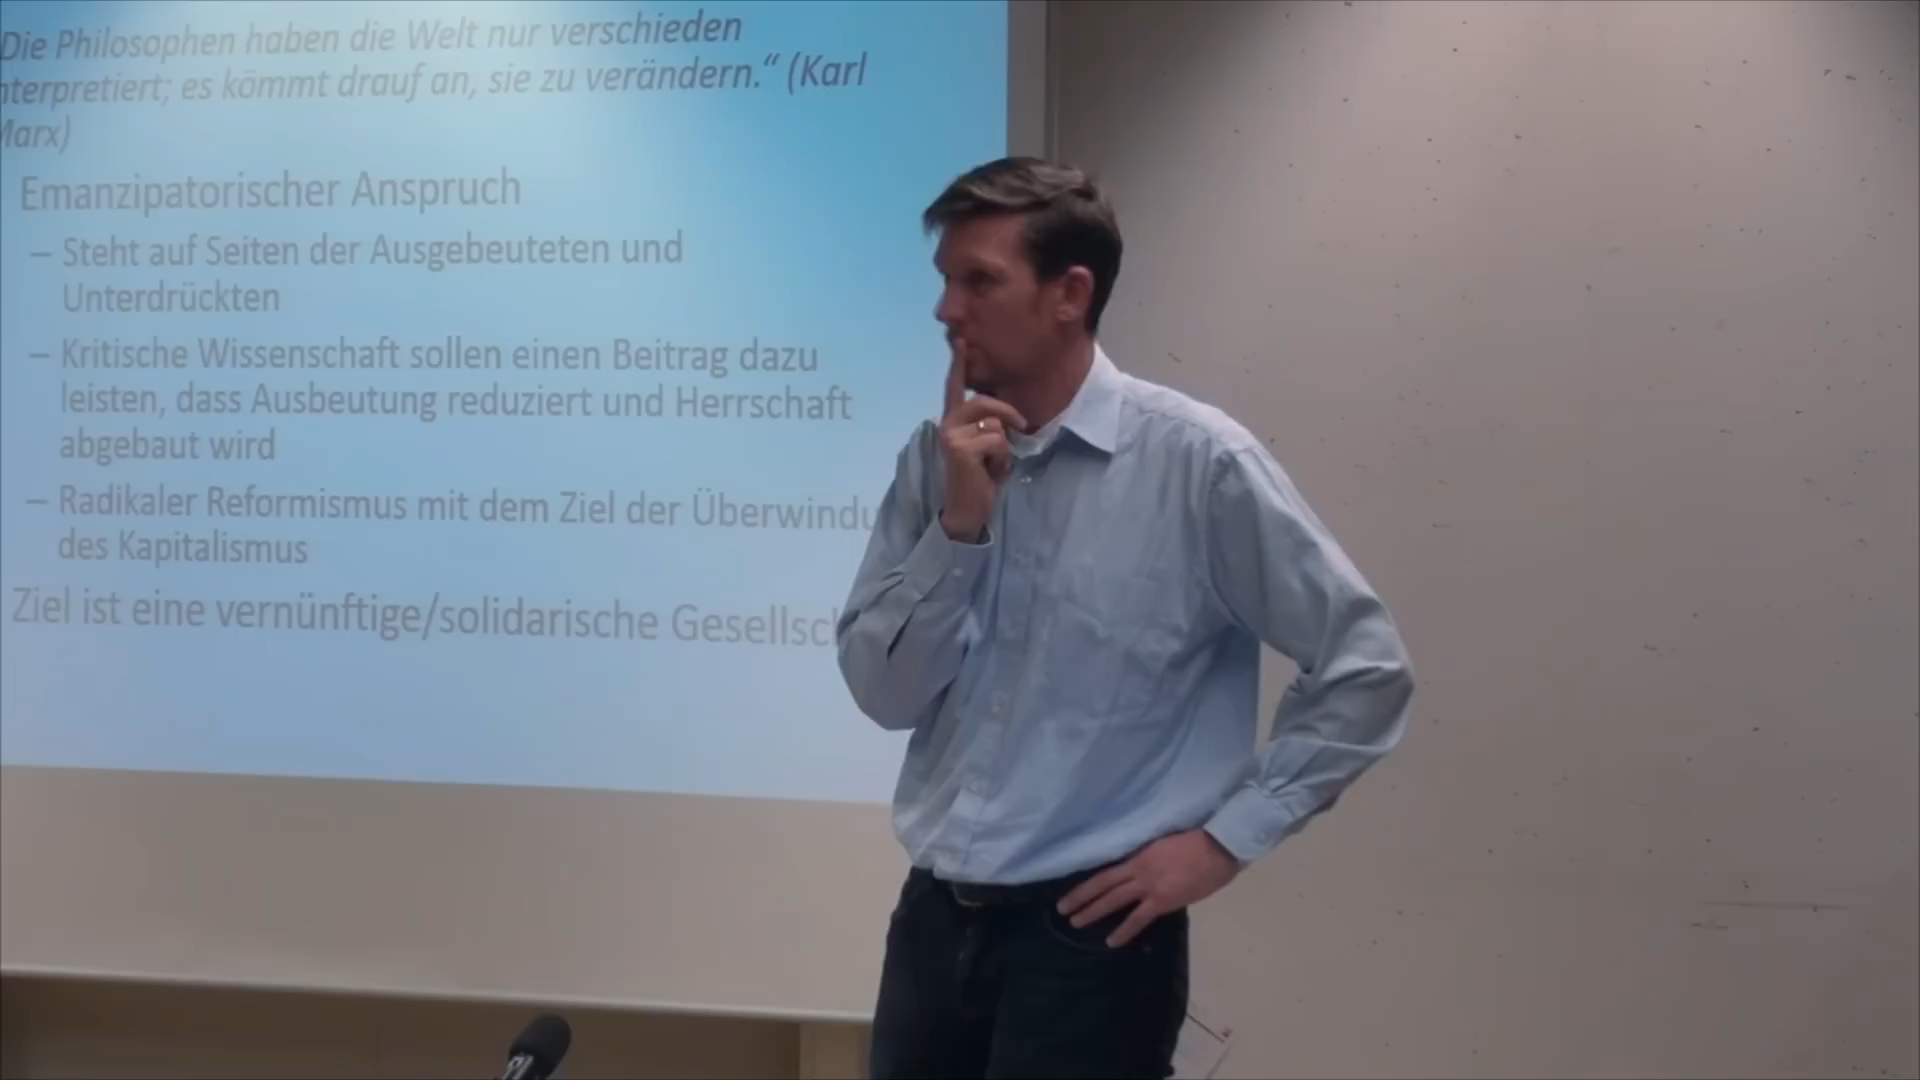 Die Philosophen haben die Welt nur verschieden
nterpretiert; es kömmt drauf an, sie zu verändern.“ (Karl
Marx)
Emanzipatorischer Anspruch
– Steht auf Seiten der Ausgebeuteten und
Unterdrückten
– Kritische Wissenschaft sollen einen Beitrag dazu
leisten, dass Ausbeutung reduziert und Herrschaft
abgebaut wird
– Radikaler Reformismus mit dem Ziel der Überwindu
des Kapitalismus
Ziel ist eine vernünftige/solidarische Gesellsch